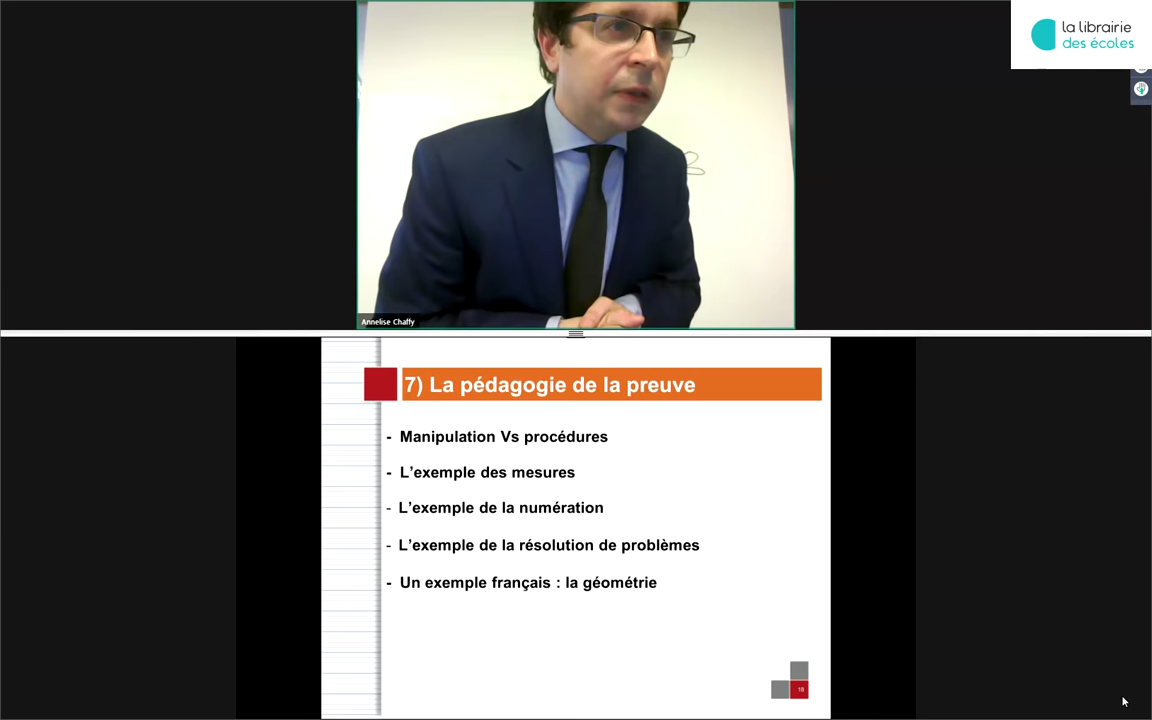 la librairie
des écoles
Annelise Chaffy
7) La pédagogie de la preuve
- Manipulation Vs procédures
- L'exemple des mesures
- L'exemple de la numération
- L'exemple de la résolution de problèmes
- Un exemple français : la géométrie
18